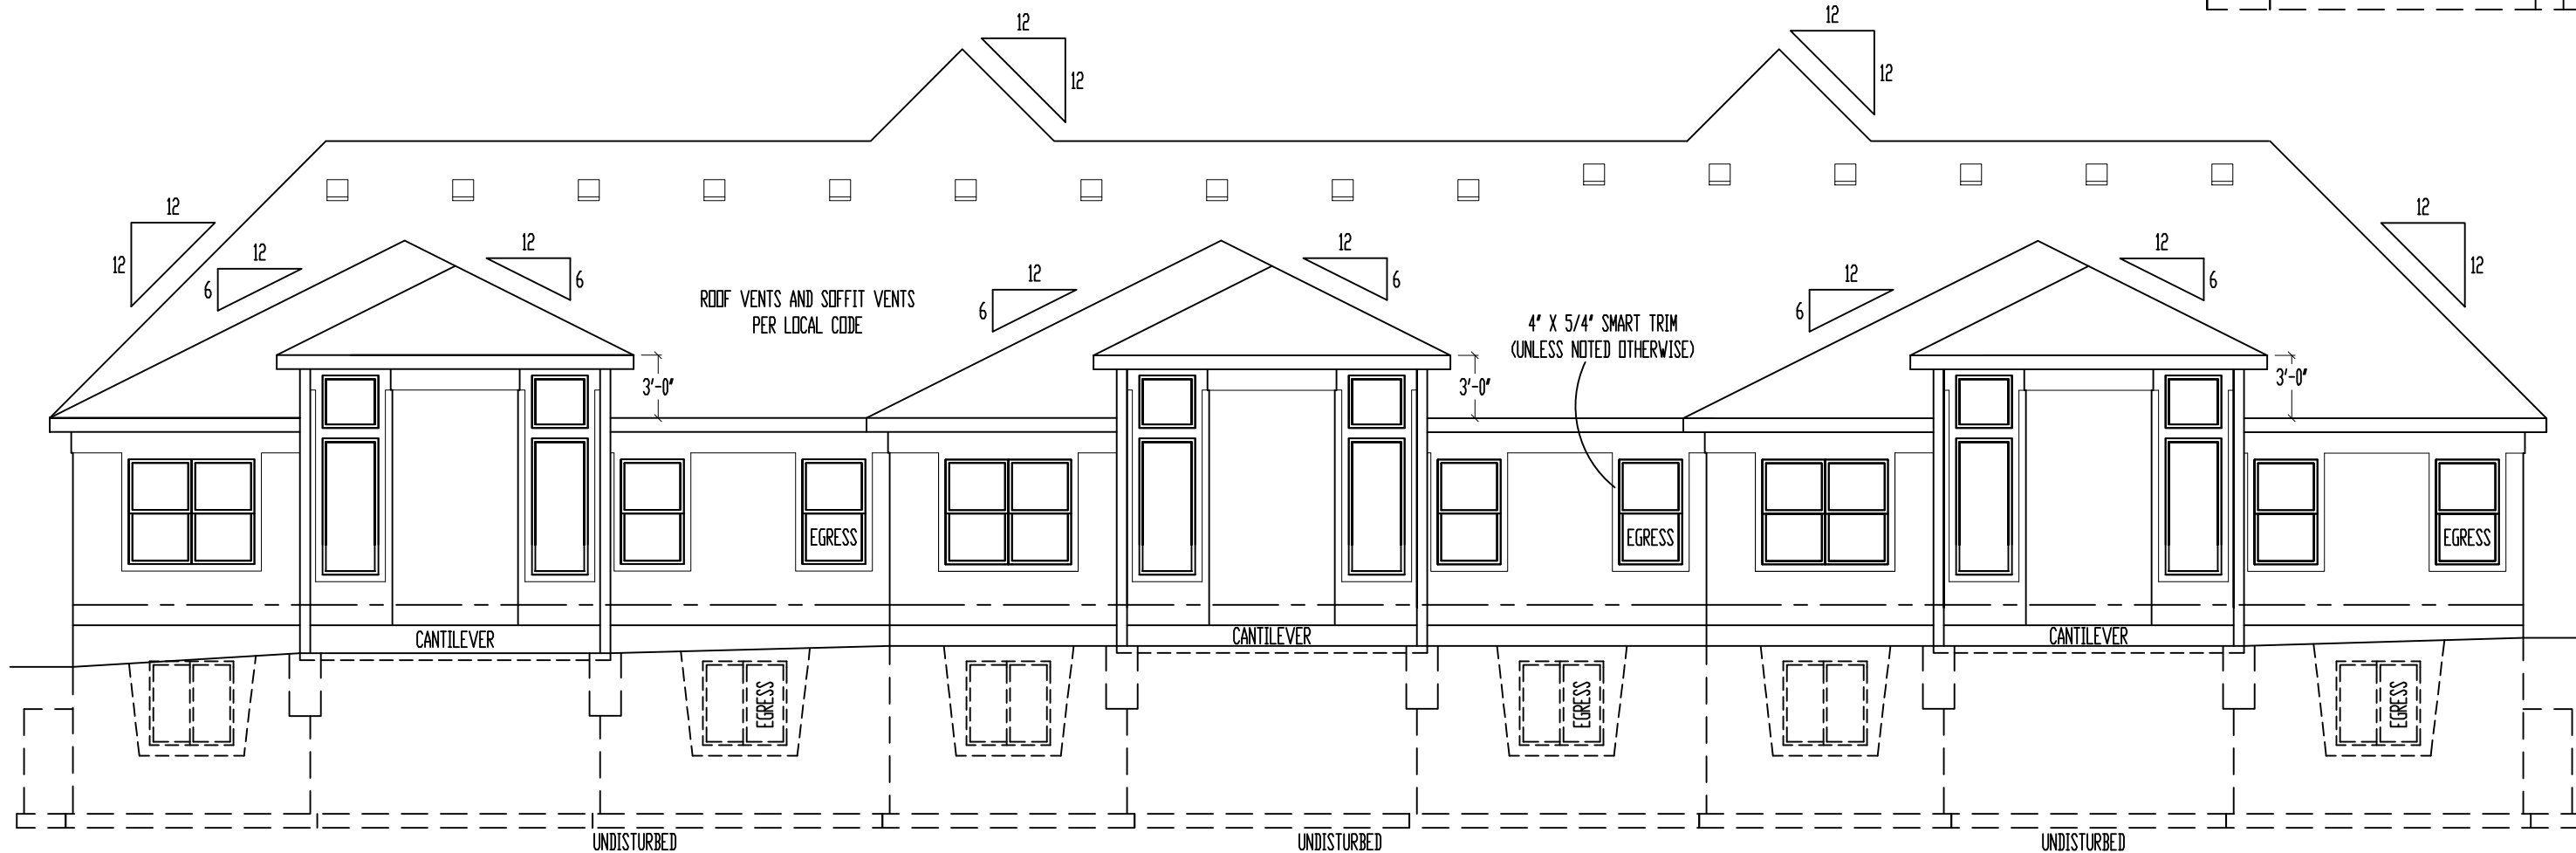 12
12
12
12
12
12
12
6
12
6
12
6
12
6
12
6
12
6
12
12
ROOF VENTS AND SOFFIT VENTS
PER LOCAL CODE
4" X 5/4" SMART TRIM
(UNLESS NOTED OTHERWISE)
3'-0"
3'-0"
3'-0"
EGRESS
EGRESS
EGRESS
CANTILEVER
CANTILEVER
CANTILEVER
EGRESS
EGRESS
EGRESS
UNDISTURBED
UNDISTURBED
UNDISTURBED